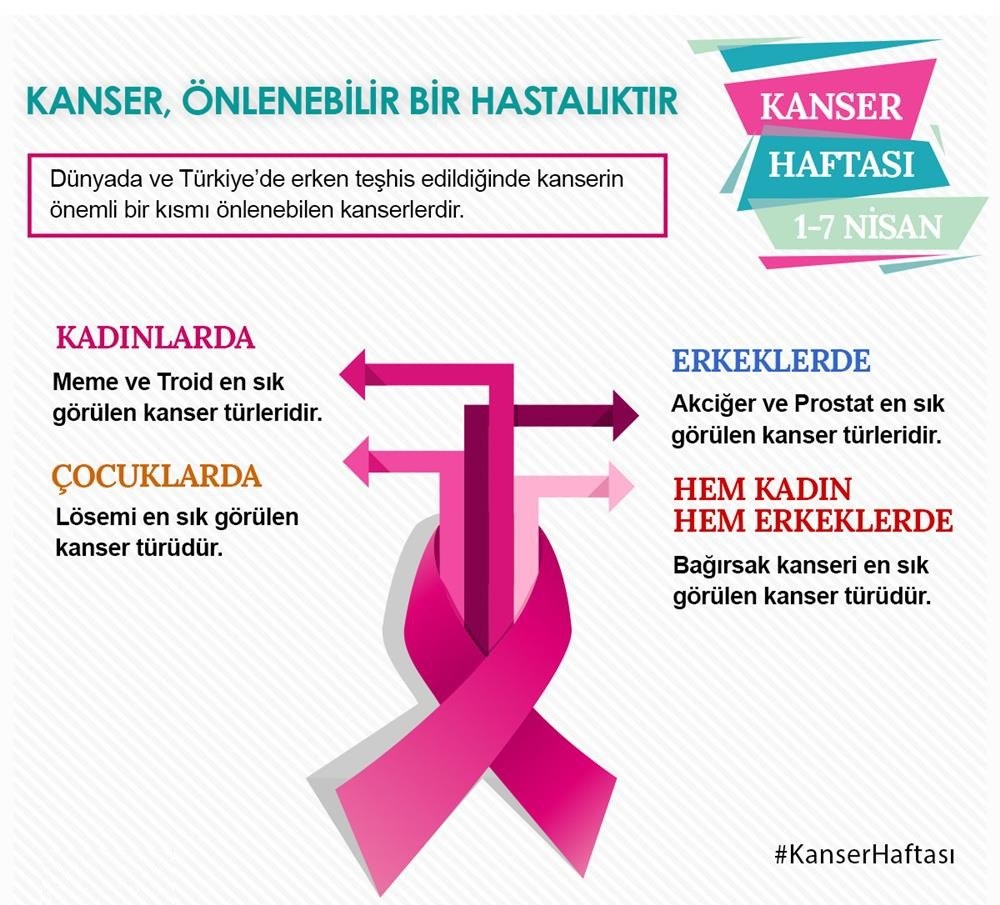 KANSER, ÖNLENEBİLİR BİR HASTALIKTIR
Dünyada ve Türkiye’de erken teşhis edildiğinde kanserin
önemli bir kısmı önlenebilen kanserlerdir.
KANSER
HAFTASI
1-7 NİSAN
KADINLARDA
Meme ve Troid en sık
görülen kanser türleridir.
ÇOCUKLARDA
Lösemi en sık görülen
kanser türüdür.
ERKEKLERDE
Akciğer ve Prostat en sık
görülen kanser türleridir.
HEM KADIN
HEM ERKEKLERDE
Bağırsak kanseri en sık
görülen kanser türüdür.
#KanserHaftası